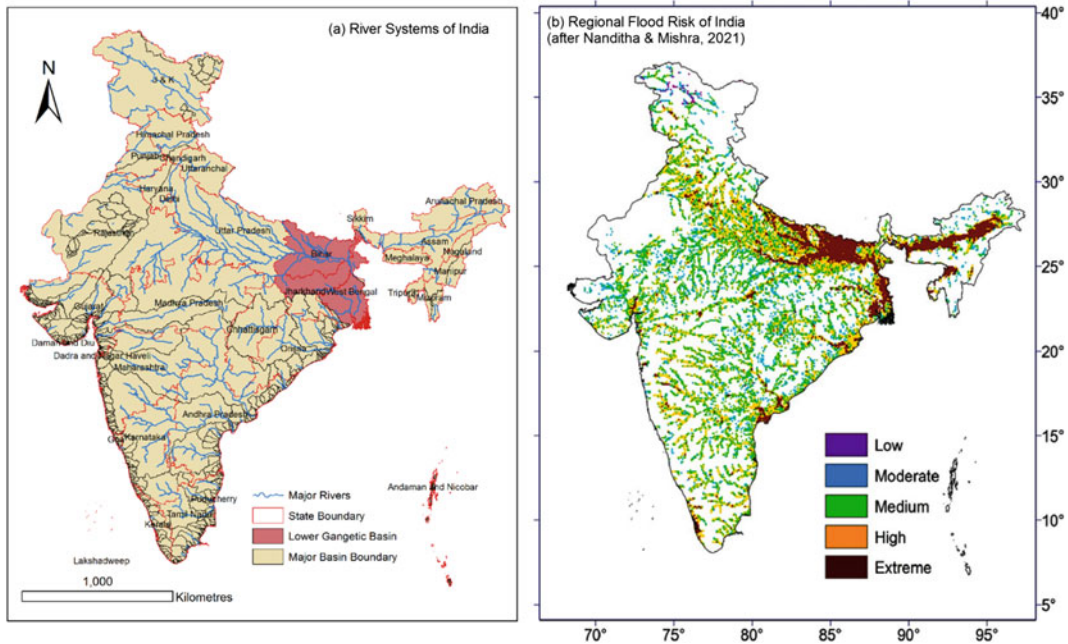 (a) River Systems of India
N
J & K
Himachal Pradesh
Punjab
Chandigarh
Uttaranchal
Haryana
Delhi
Rajasthan
Uttar Pradesh
Sikkim
Arunachal Pradesh
Assam
Nagaland
Bihar
Meghalaya
Manipur
Tripura
Mizoram
Jharkhand
West Bengal
Gujarat
Madhya Pradesh
Chhattisgarh
Daman and Diu
Dadra and Nagar Haveli
Maharashtra
Orissa
Andhra Pradesh
Goa
Karnataka
Puducherry
Tamil Nadu
Kerala
Andaman and Nicobar
Lakshadweep
Major Rivers
State Boundary
Lower Gangetic Basin
Major Basin Boundary
1,000
Kilometres
(b) Regional Flood Risk of India
(after Nanditha & Mishra, 2021)
40°
35°
30°
25°
20°
15°
10°
5°
Low
Moderate
Medium
High
Extreme
70° 75° 80° 85° 90° 95°